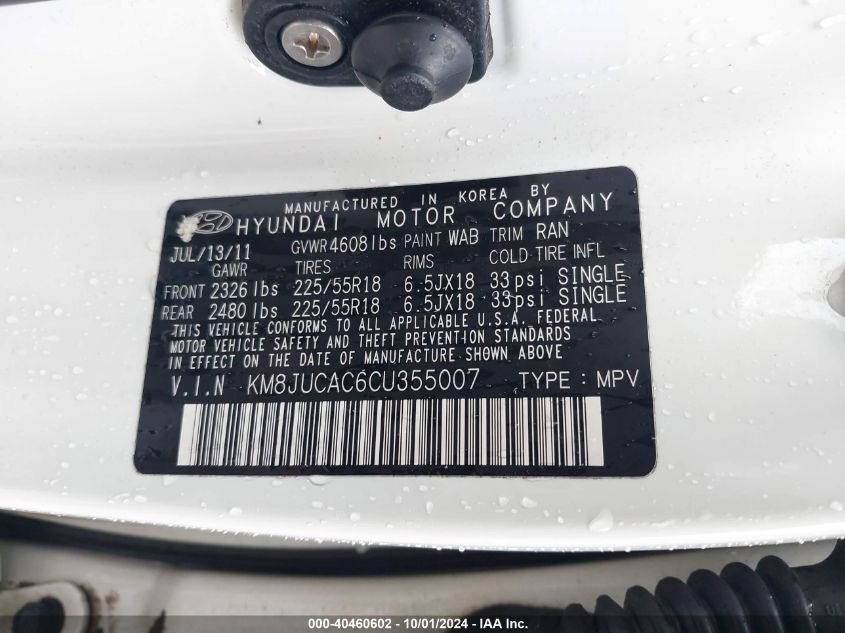 MANUFACTURED IN KOREA BY
HYUNDAI MOTOR COMPANY
JUL/13/11 GVWR 4608 lbs PAINT WAB TRIM RAN
GAWR TIRES RIMS COLD TIRE INFL
FRONT 2326 lbs 225/55R18 6.5JX18 33psi SINGLE
REAR 2480 lbs 225/55R18 6.5JX18 33psi SINGLE
THIS VEHICLE CONFORMS TO ALL APPLICABLE U.S.A. FEDERAL
MOTOR VEHICLE SAFETY AND THEFT PREVENTION STANDARDS
IN EFFECT ON THE DATE OF MANUFACTURE SHOWN ABOVE
V.I.N KM8JUCAC6CU355007 TYPE : MPV
000-40460602 - 10/01/2024 - IAA Inc.